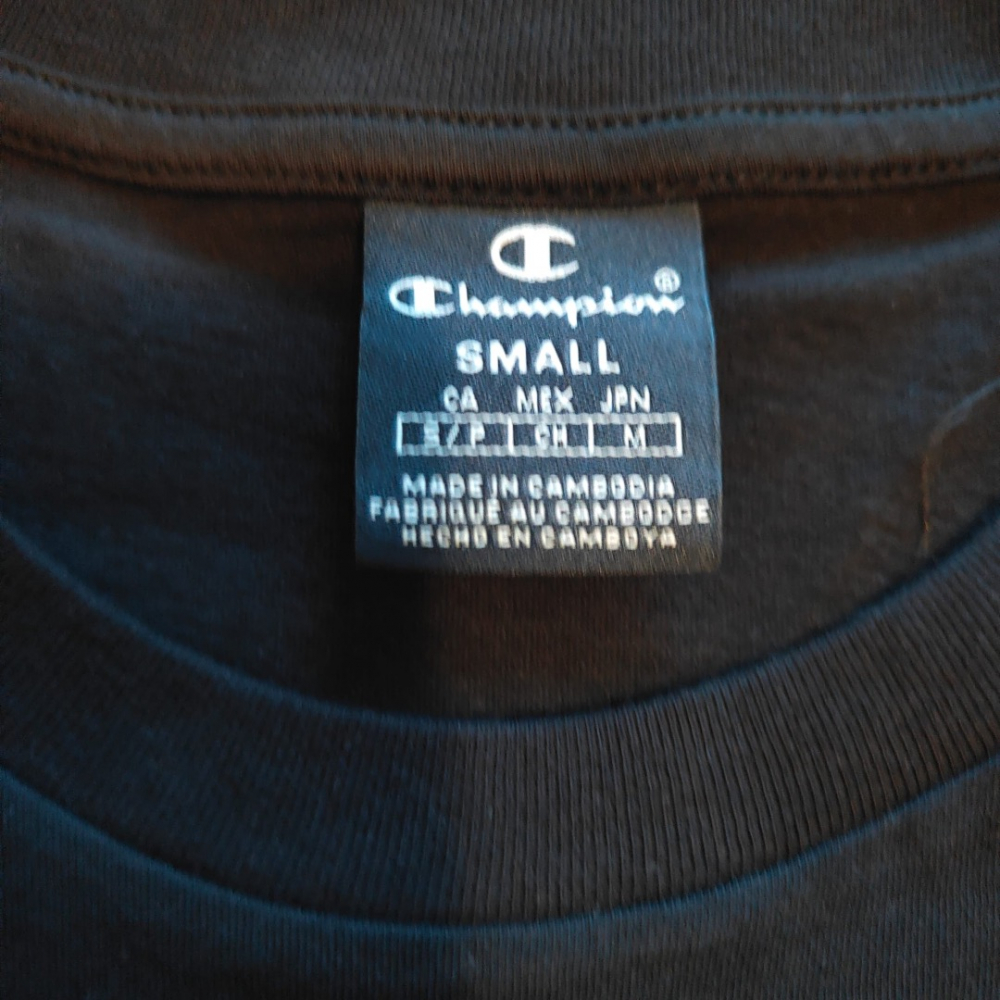 Champion®
SMALL
CA MEX JPN
S/P CH M
MADE IN CAMBODIA
FABRIQUÉ AU CAMBODGE
HECHO EN CAMBOYA